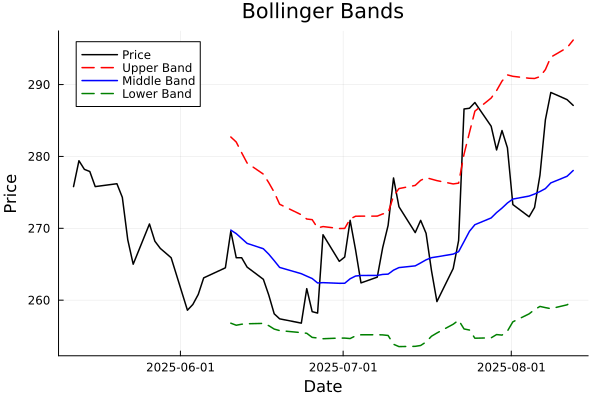 Bollinger Bands
Price
Upper Band
Middle Band
Lower Band
290
280
270
260
Price
2025-06-01
2025-07-01
2025-08-01
Date